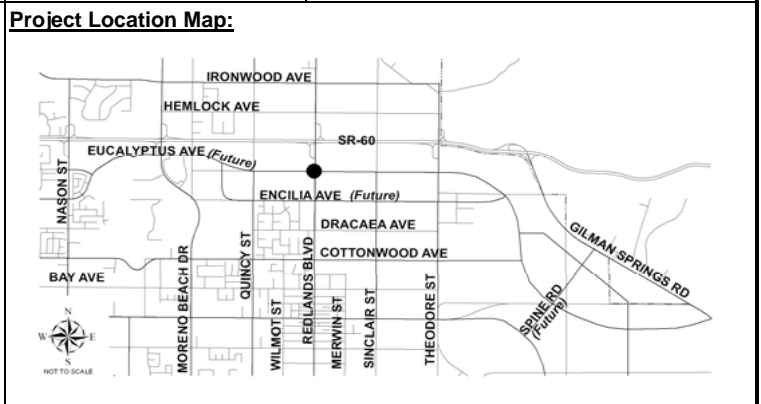 Project Location Map:
IRONWOOD AVE
HEMLOCK AVE
SR-60
EUCALYPTUS AVE (Future)
ENCILIA AVE (Future)
NASON ST
DRACAEA AVE
COTTONWOOD AVE
GILMAN SPRINGS RD
BAY AVE
MORENO BEACH DR
QUINCY ST
WILMOT ST
REDLANDS BLVD
MERWIN ST
SINCLAIR ST
THEODORE ST
SPINE RD
(Future)
N
W E
S
NOT TO SCALE